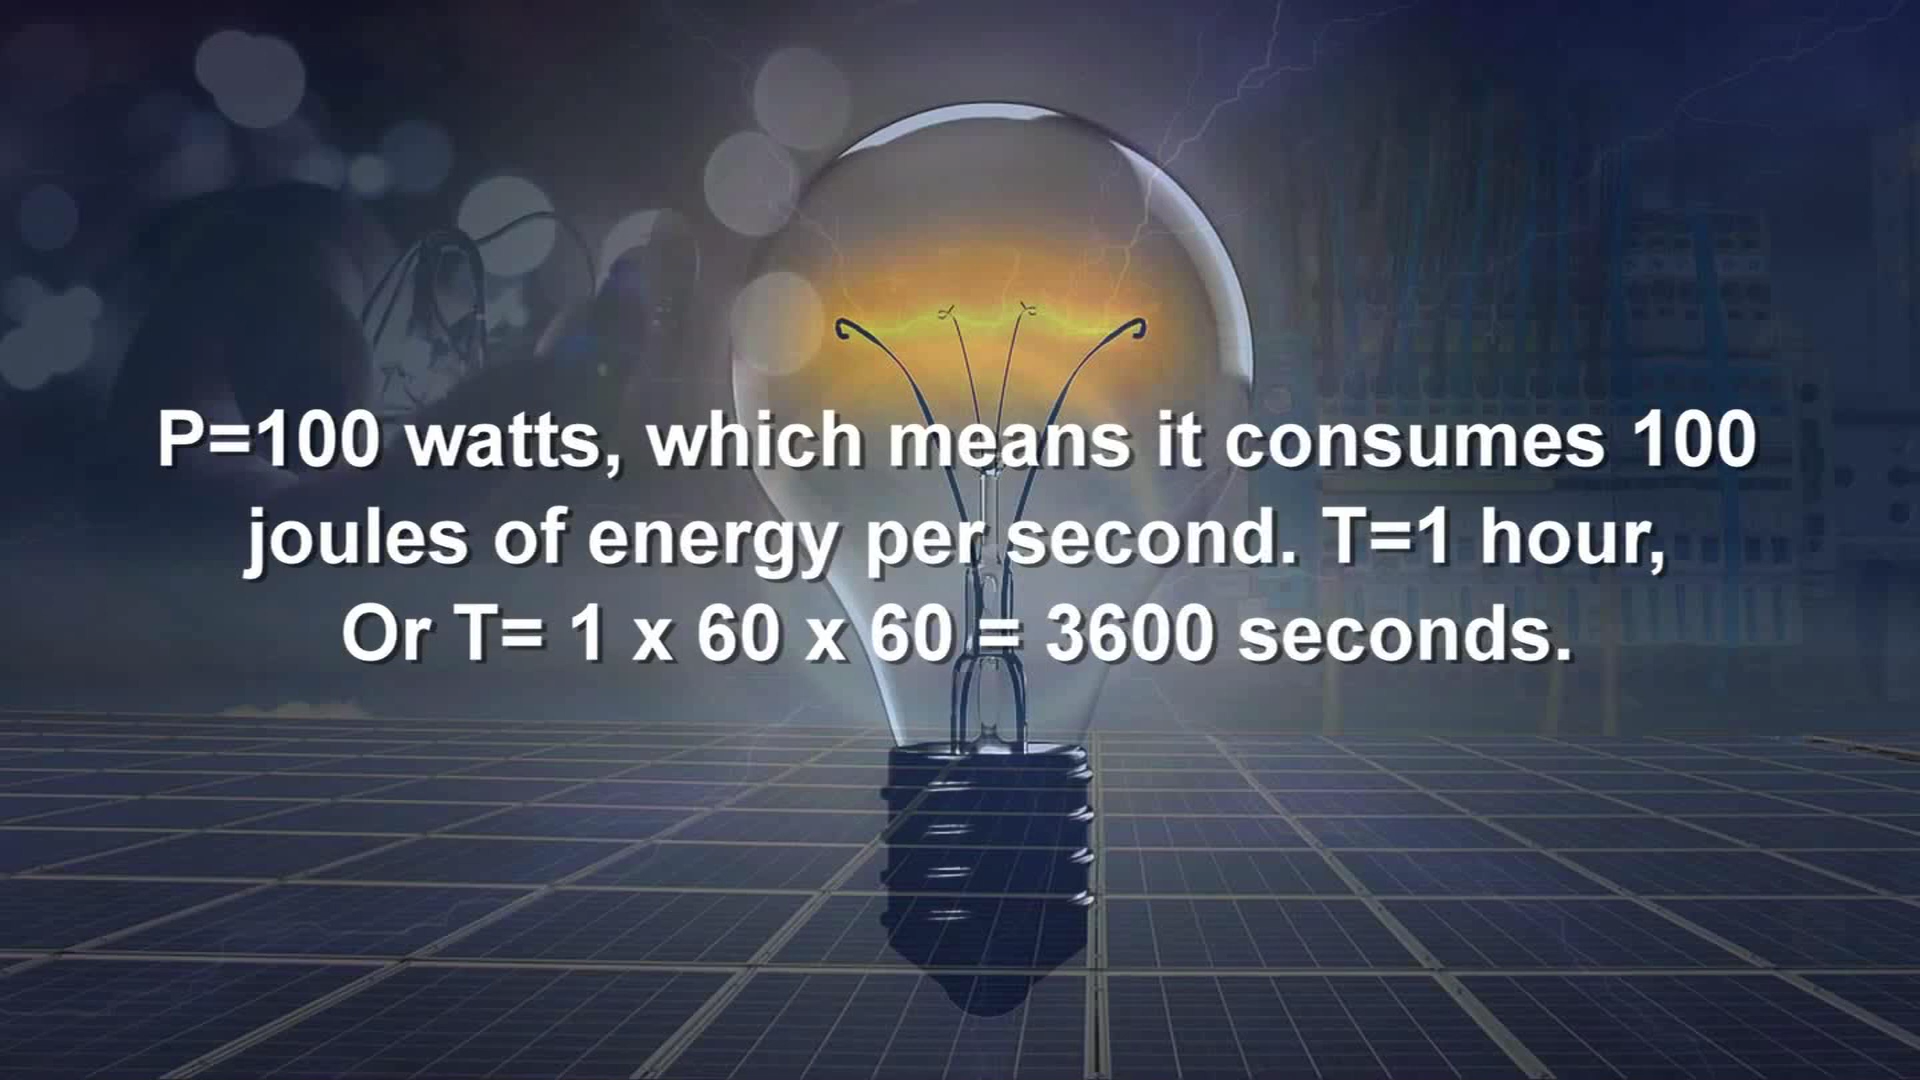 P=100 watts, which means it consumes 100
joules of energy per second. T=1 hour,
Or T= 1 x 60 x 60 = 3600 seconds.